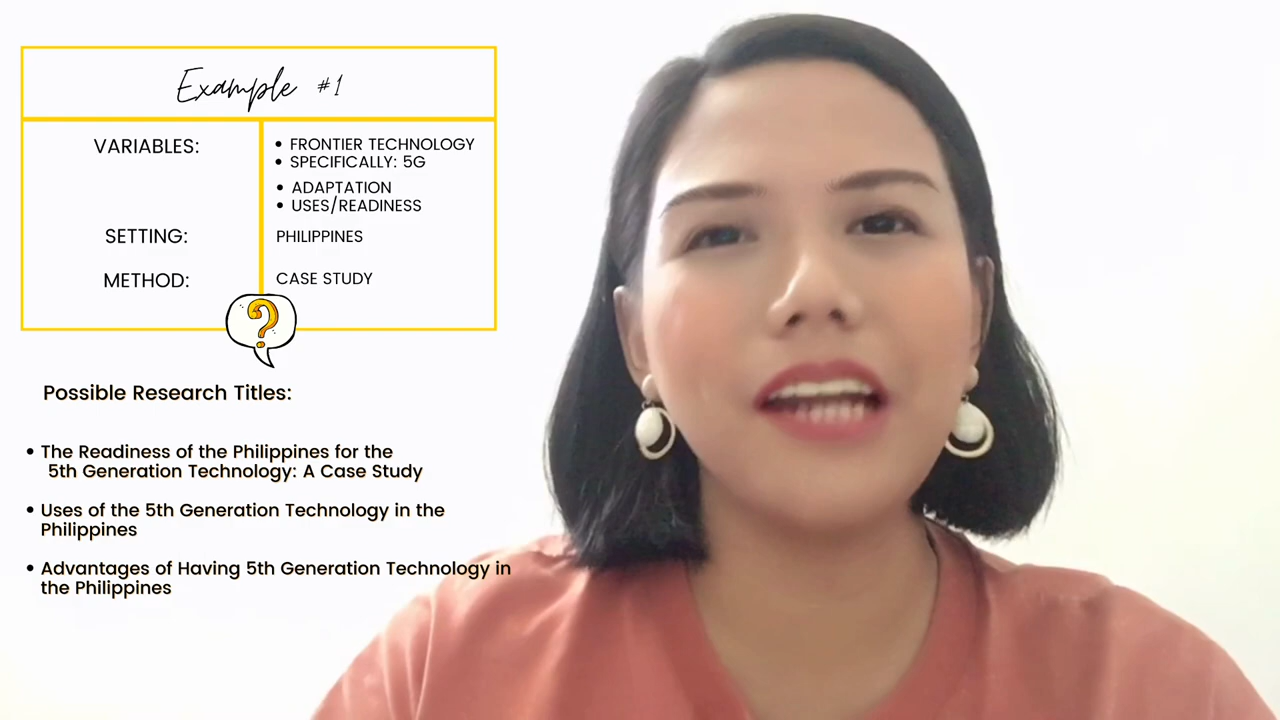 Example #1
VARIABLES:
• FRONTIER TECHNOLOGY
• SPECIFICALLY: 5G
• ADAPTATION
• USES/READINESS
SETTING:
PHILIPPINES
METHOD:
CASE STUDY
?
Possible Research Titles:
• The Readiness of the Philippines for the
5th Generation Technology: A Case Study
• Uses of the 5th Generation Technology in the
Philippines
• Advantages of Having 5th Generation Technology in
the Philippines